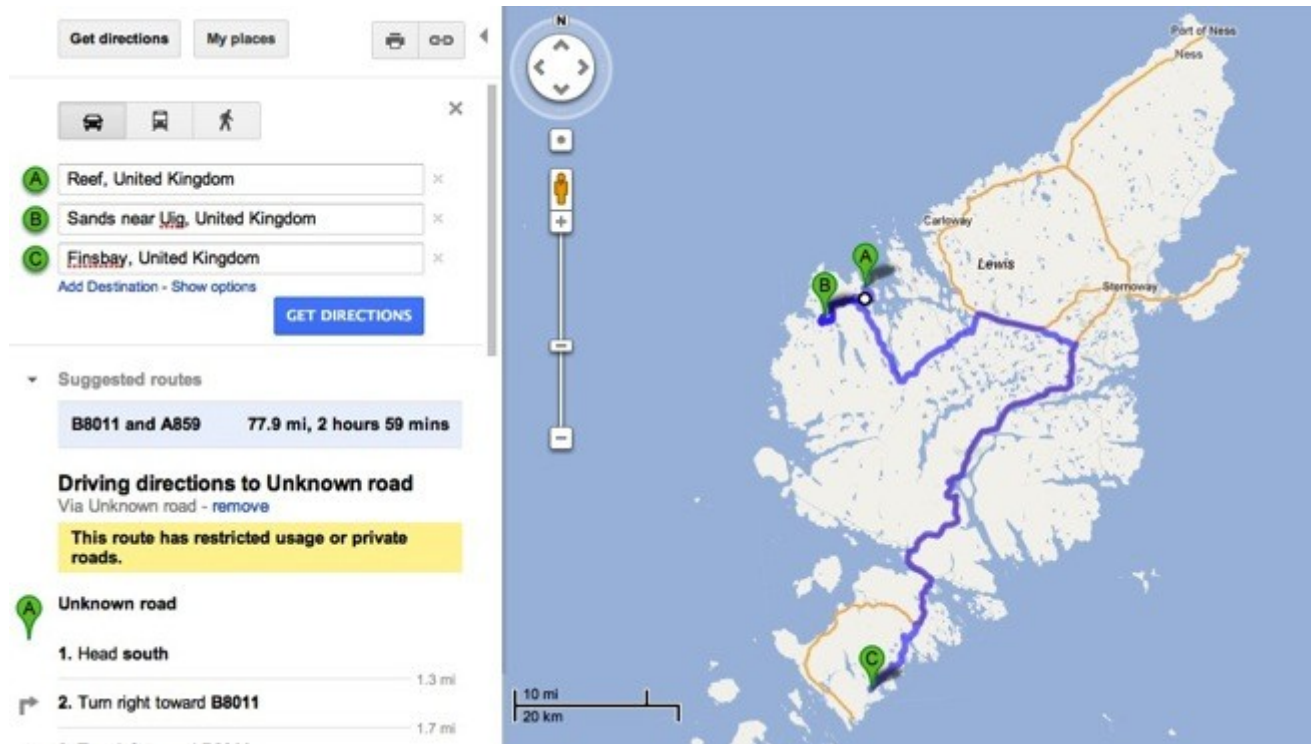 Get directions
My places
A Reef, United Kingdom
B Sands near Uig, United Kingdom
C Finsbay, United Kingdom
Add Destination - Show options
GET DIRECTIONS
Suggested routes
B8011 and A859 77.9 mi, 2 hours 59 mins
Driving directions to Unknown road
Via Unknown road - remove
This route has restricted usage or private
roads.
A Unknown road
1. Head south
1.3 mi
2. Turn right toward B8011
1.7 mi
N
Port of Ness
Ness
Carloway
Lewis
Stornoway
A
B
C
10 mi
20 km